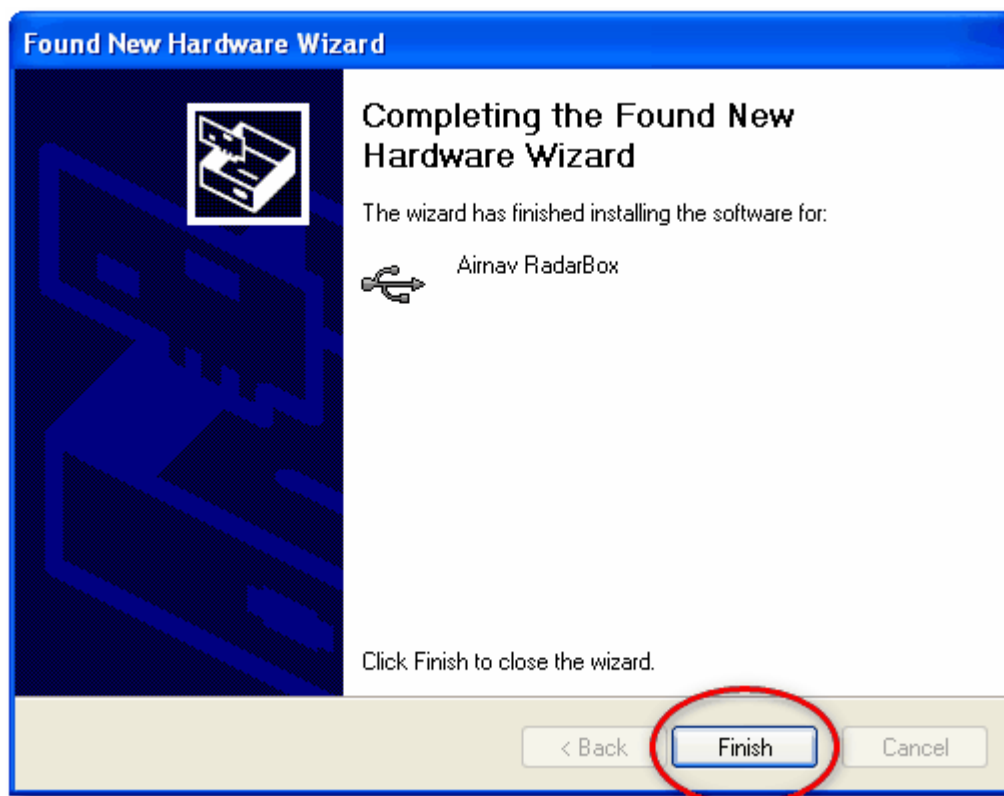 Found New Hardware Wizard
Completing the Found New
Hardware Wizard
The wizard has finished installing the software for:
Airnav RadarBox
Click Finish to close the wizard.
< Back
Finish
Cancel